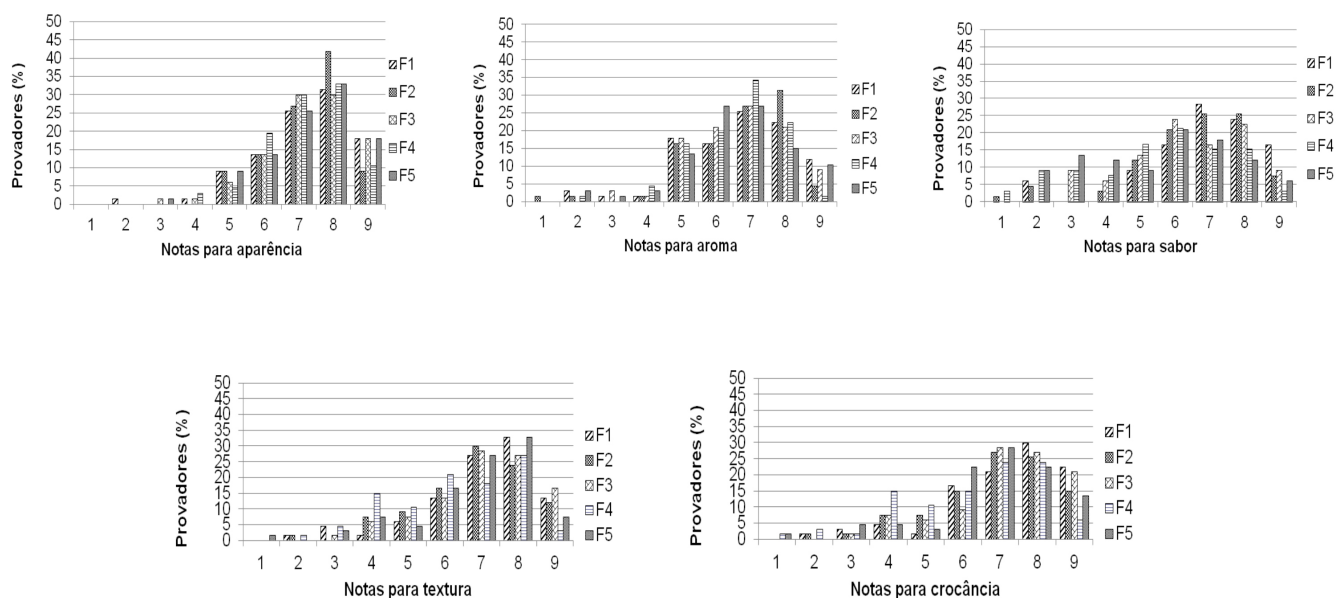 50
45
40
35
30
25
20
15
10
5
0
Provadores (%)
1 2 3 4 5 6 7 8 9
Notas para aparência
F1
F2
F3
F4
F5
50
45
40
35
30
25
20
15
10
5
0
Provadores (%)
1 2 3 4 5 6 7 8 9
Notas para aroma
F1
F2
F3
F4
F5
50
45
40
35
30
25
20
15
10
5
0
Provadores (%)
1 2 3 4 5 6 7 8 9
Notas para sabor
F1
F2
F3
F4
F5
50
45
40
35
30
25
20
15
10
5
0
Provadores (%)
1 2 3 4 5 6 7 8 9
Notas para textura
F1
F2
F3
F4
F5
50
45
40
35
30
25
20
15
10
5
0
Provadores (%)
1 2 3 4 5 6 7 8 9
Notas para crocância
F1
F2
F3
F4
F5